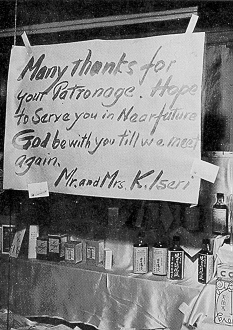 Many thanks for
your Patronage. Hope
to serve you in Near future
God be with you till we meet
again.
Mr. and Mrs. K. Iseri